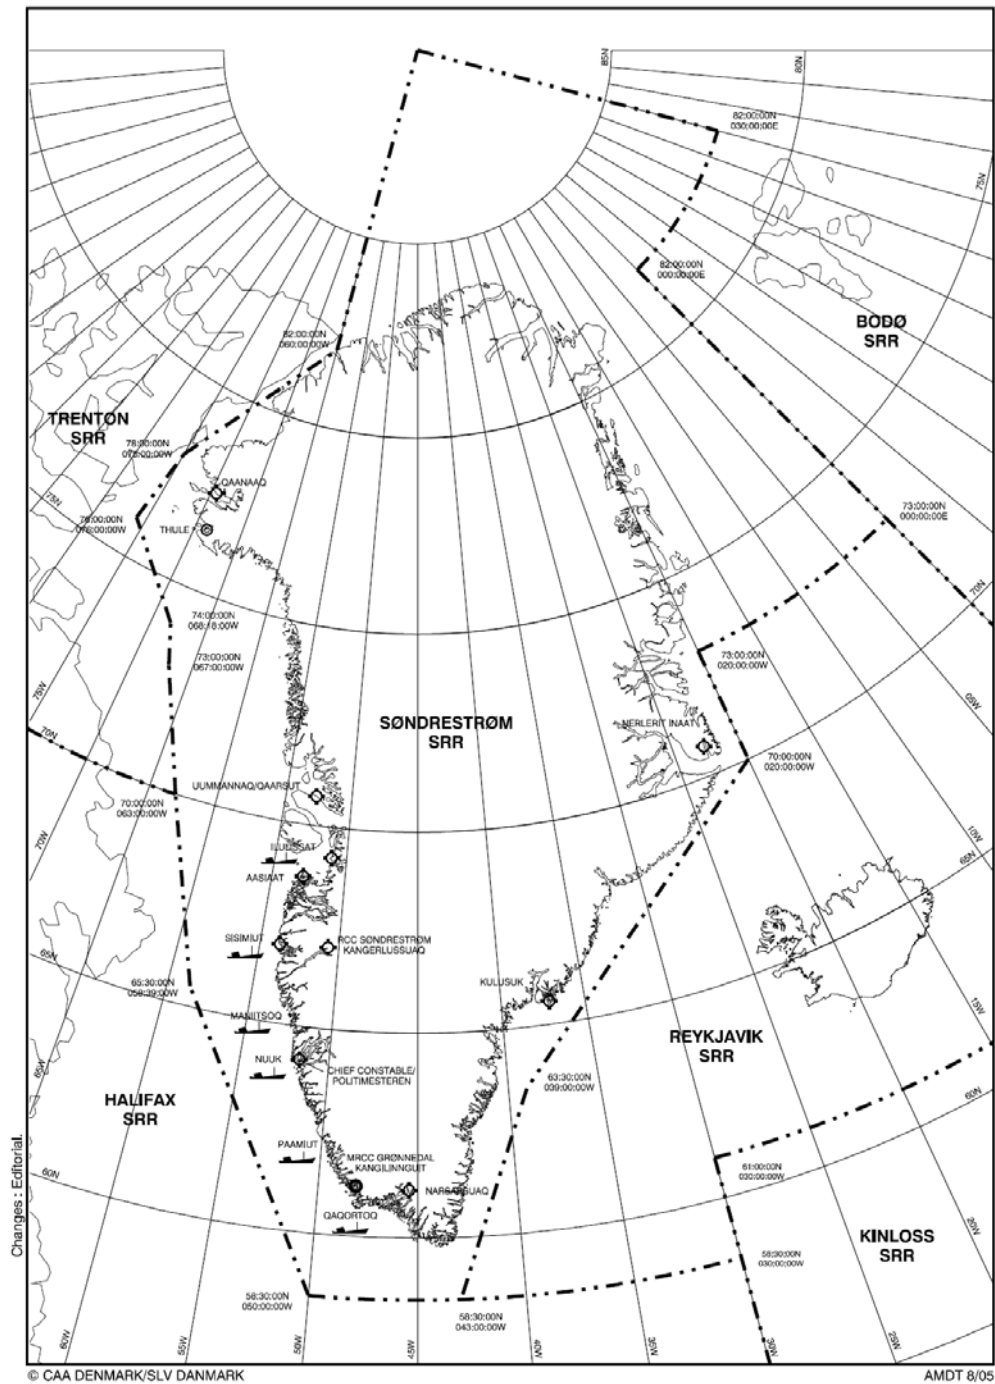 85N
80N
82:00:00N
030:00:00E
75N
82:00:00N
000:00:00E
BODØ
SRR
82:00:00N
060:00:00W
TRENTON
SRR
78:00:00N
075:00:00W
QAANAAQ
75N
76:00:00N
076:00:00W
THULE
73:00:00N
000:00:00E
70N
74:00:00N
068:18:00W
73:00:00N
067:00:00W
73:00:00N
020:00:00W
75W
05W
SØNDRESTRØM
SRR
NERLERIT INAAT
70N
70:00:00N
020:00:00W
UUMMANNAQ/QAARSUT
70:00:00N
063:00:00W
70W
10W
65N
ILULISSAT
AASIAAT
SISIMIUT
RCC SØNDRESTRØM
KANGERLUSSUAQ
65N
65:30:00N
058:39:00W
KULUSUK
15W
MANIITSOQ
REYKJAVIK
SRR
65W
NUUK
CHIEF CONSTABLE/
POLITIMESTEREN
63:30:00N
039:00:00W
60N
HALIFAX
SRR
PAAMIUT
MRCC GRØNNEDAL
KANGILINNGUIT
NARSARSUAQ
60N
61:00:00N
030:00:00W
QAQORTOQ
20W
KINLOSS
SRR
58:30:00N
030:00:00W
58:30:00N
050:00:00W
58:30:00N
043:00:00W
60W
55W
50W
45W
40W
35W
30W
25W
Changes : Editorial.
© CAA DENMARK/SLV DANMARK
AMDT 8/05